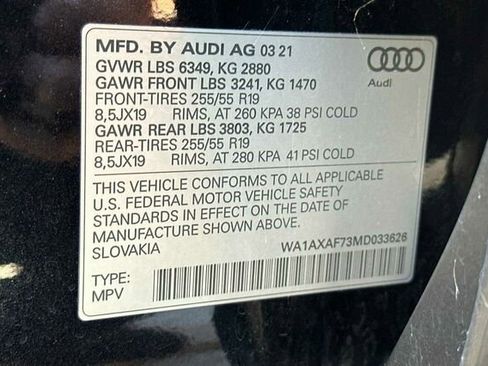 MFD. BY AUDI AG 03 21
GVWR LBS 6349, KG 2880
GAWR FRONT LBS 3241, KG 1470
FRONT-TIRES 255/55 R19
8,5JX19 RIMS, AT 260 KPA 38 PSI COLD
GAWR REAR LBS 3803, KG 1725
REAR-TIRES 255/55 R19
8,5JX19 RIMS, AT 280 KPA 41 PSI COLD
Audi
THIS VEHICLE CONFORMS TO ALL APPLICABLE
U.S. FEDERAL MOTOR VEHICLE SAFETY
STANDARDS IN EFFECT ON THE DATE OF
MANUFACTURE SHOWN ABOVE.
SLOVAKIA
WA1AXAF73MD033626
TYPE:
MPV